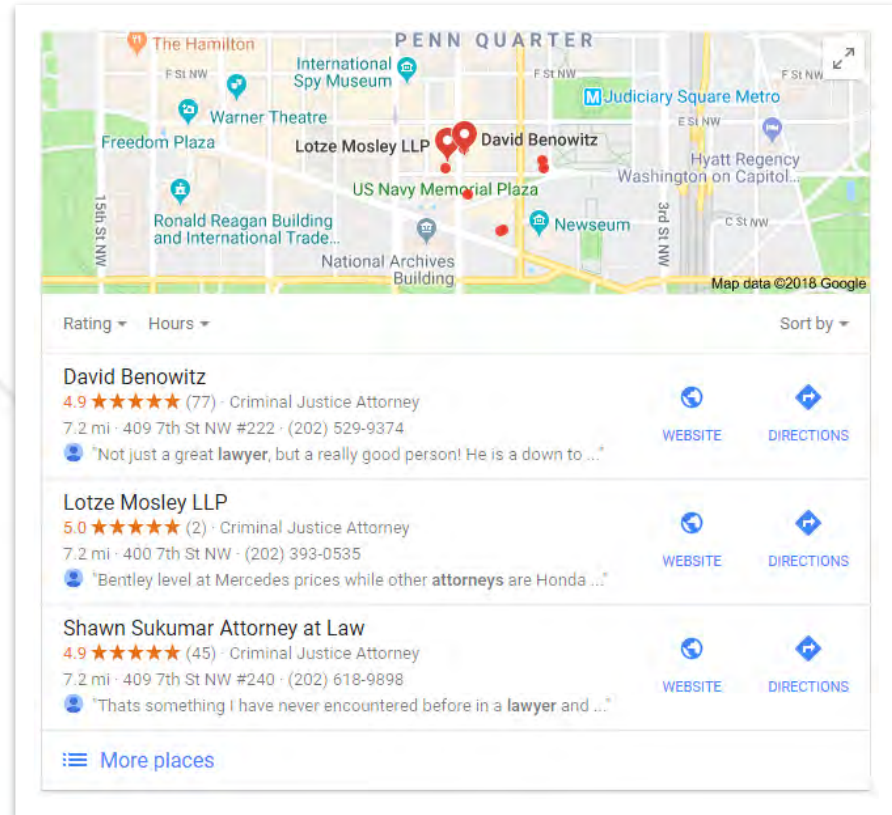 The Hamilton
PENN QUARTER
F St NW
International
Spy Museum
F St NW
F St NW
M Judiciary Square Metro
Warner Theatre
E St NW
Freedom Plaza
Lotze Mosley LLP
David Benowitz
Hyatt Regency
Washington on Capitol...
US Navy Memorial Plaza
15th St NW
Ronald Reagan Building
and International Trade...
Newseum
3rd St NW
C St NW
National Archives
Building
Map data ©2018 Google
Rating
Hours
Sort by
David Benowitz
4.9 ★★★★★ (77) · Criminal Justice Attorney
7.2 mi · 409 7th St NW #222 · (202) 529-9374
"Not just a great lawyer, but a really good person! He is a down to ..."
WEBSITE
DIRECTIONS
Lotze Mosley LLP
5.0 ★★★★★ (2) · Criminal Justice Attorney
7.2 mi · 400 7th St NW · (202) 393-0535
"Bentley level at Mercedes prices while other attorneys are Honda ..."
WEBSITE
DIRECTIONS
Shawn Sukumar Attorney at Law
4.9 ★★★★★ (45) · Criminal Justice Attorney
7.2 mi · 409 7th St NW #240 · (202) 618-9898
"Thats something I have never encountered before in a lawyer and ..."
WEBSITE
DIRECTIONS
More places